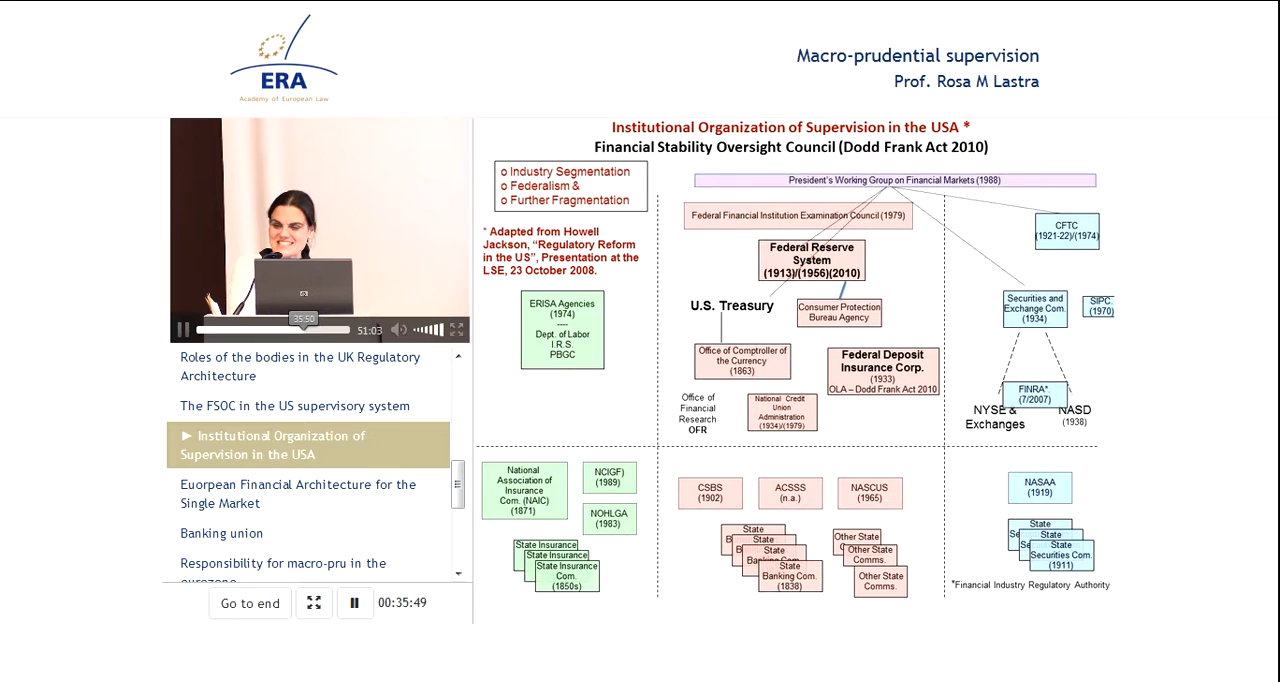 ERA
Academy of European Law
Macro-prudential supervision
Prof. Rosa M Lastra
35:50
51:03
Roles of the bodies in the UK Regulatory
Architecture
The FSOC in the US supervisory system
► Institutional Organization of
Supervision in the USA
Euorpean Financial Architecture for the
Single Market
Banking union
Responsibility for macro-pru in the
eurozone
Go to end
00:35:49
Institutional Organization of Supervision in the USA *
Financial Stability Oversight Council (Dodd Frank Act 2010)
o Industry Segmentation
o Federalism &
o Further Fragmentation
* Adapted from Howell
Jackson, “Regulatory Reform
in the US”, Presentation at the
LSE, 23 October 2008.
President’s Working Group on Financial Markets (1988)
Federal Financial Institution Examination Council (1979)
CFTC
(1921-22)/(1974)
Federal Reserve
System
(1913)/(1956)(2010)
ERISA Agencies
(1974)
----
Dept. of Labor
I.R.S.
PBGC
U.S. Treasury
Consumer Protection
Bureau Agency
Securities and
Exchange Com.
(1934)
SIPC
(1970)
Office of Comptroller of
the Currency
(1863)
Federal Deposit
Insurance Corp.
(1933)
OLA – Dodd Frank Act 2010
Office of
Financial
Research
OFR
National Credit
Union
Administration
(1934)/(1979)
FINRA*
(7/2007)
NYSE &
Exchanges
NASD
(1938)
National
Association of
Insurance
Com. (NAIC)
(1871)
NCIGF)
(1989)
NOHLGA
(1983)
State Insurance
State Insurance
State Insurance
Com.
(1850s)
CSBS
(1902)
ACSSS
(n.a.)
NASCUS
(1965)
State
State
State
State
Banking Com.
(1838)
Other State
Other State
Comms.
Other State
Comms.
NASAA
(1919)
State
State
State
Securities Com.
(1911)
*Financial Industry Regulatory Authority